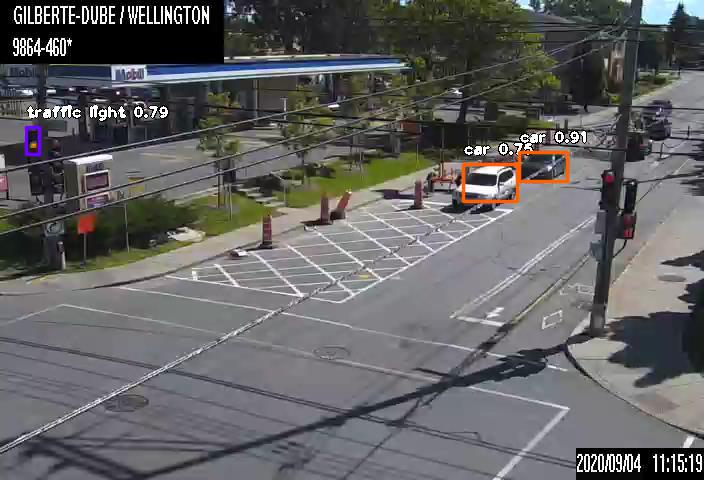 GILBERTE-DUBE / WELLINGTON
9864-460*
Mobil
traffic light 0.79
car 0.91
car 0.75
2020/09/04 11:15:19